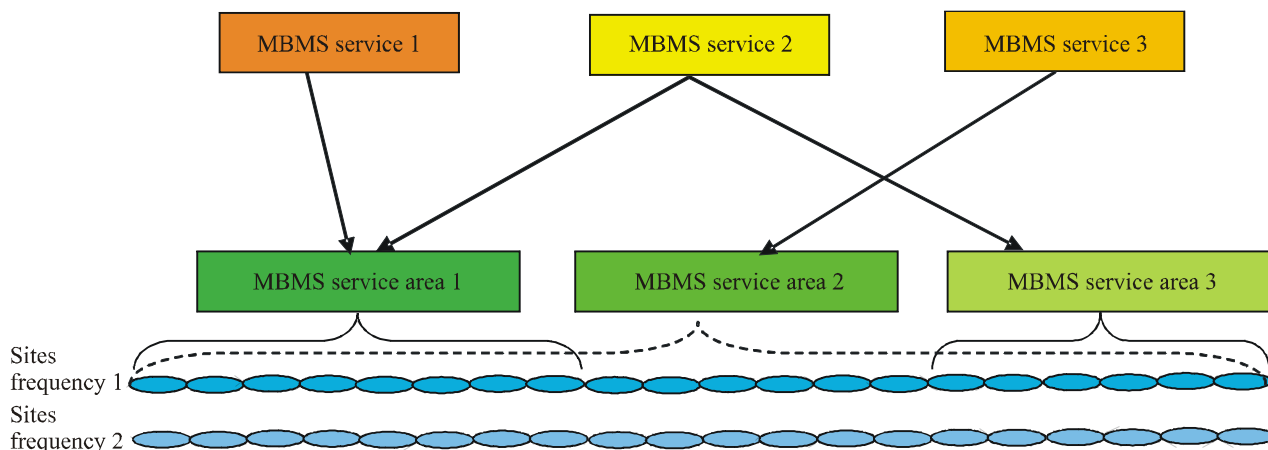 MBMS service 1
MBMS service 2
MBMS service 3
MBMS service area 1
MBMS service area 2
MBMS service area 3
Sites
frequency 1
Sites
frequency 2